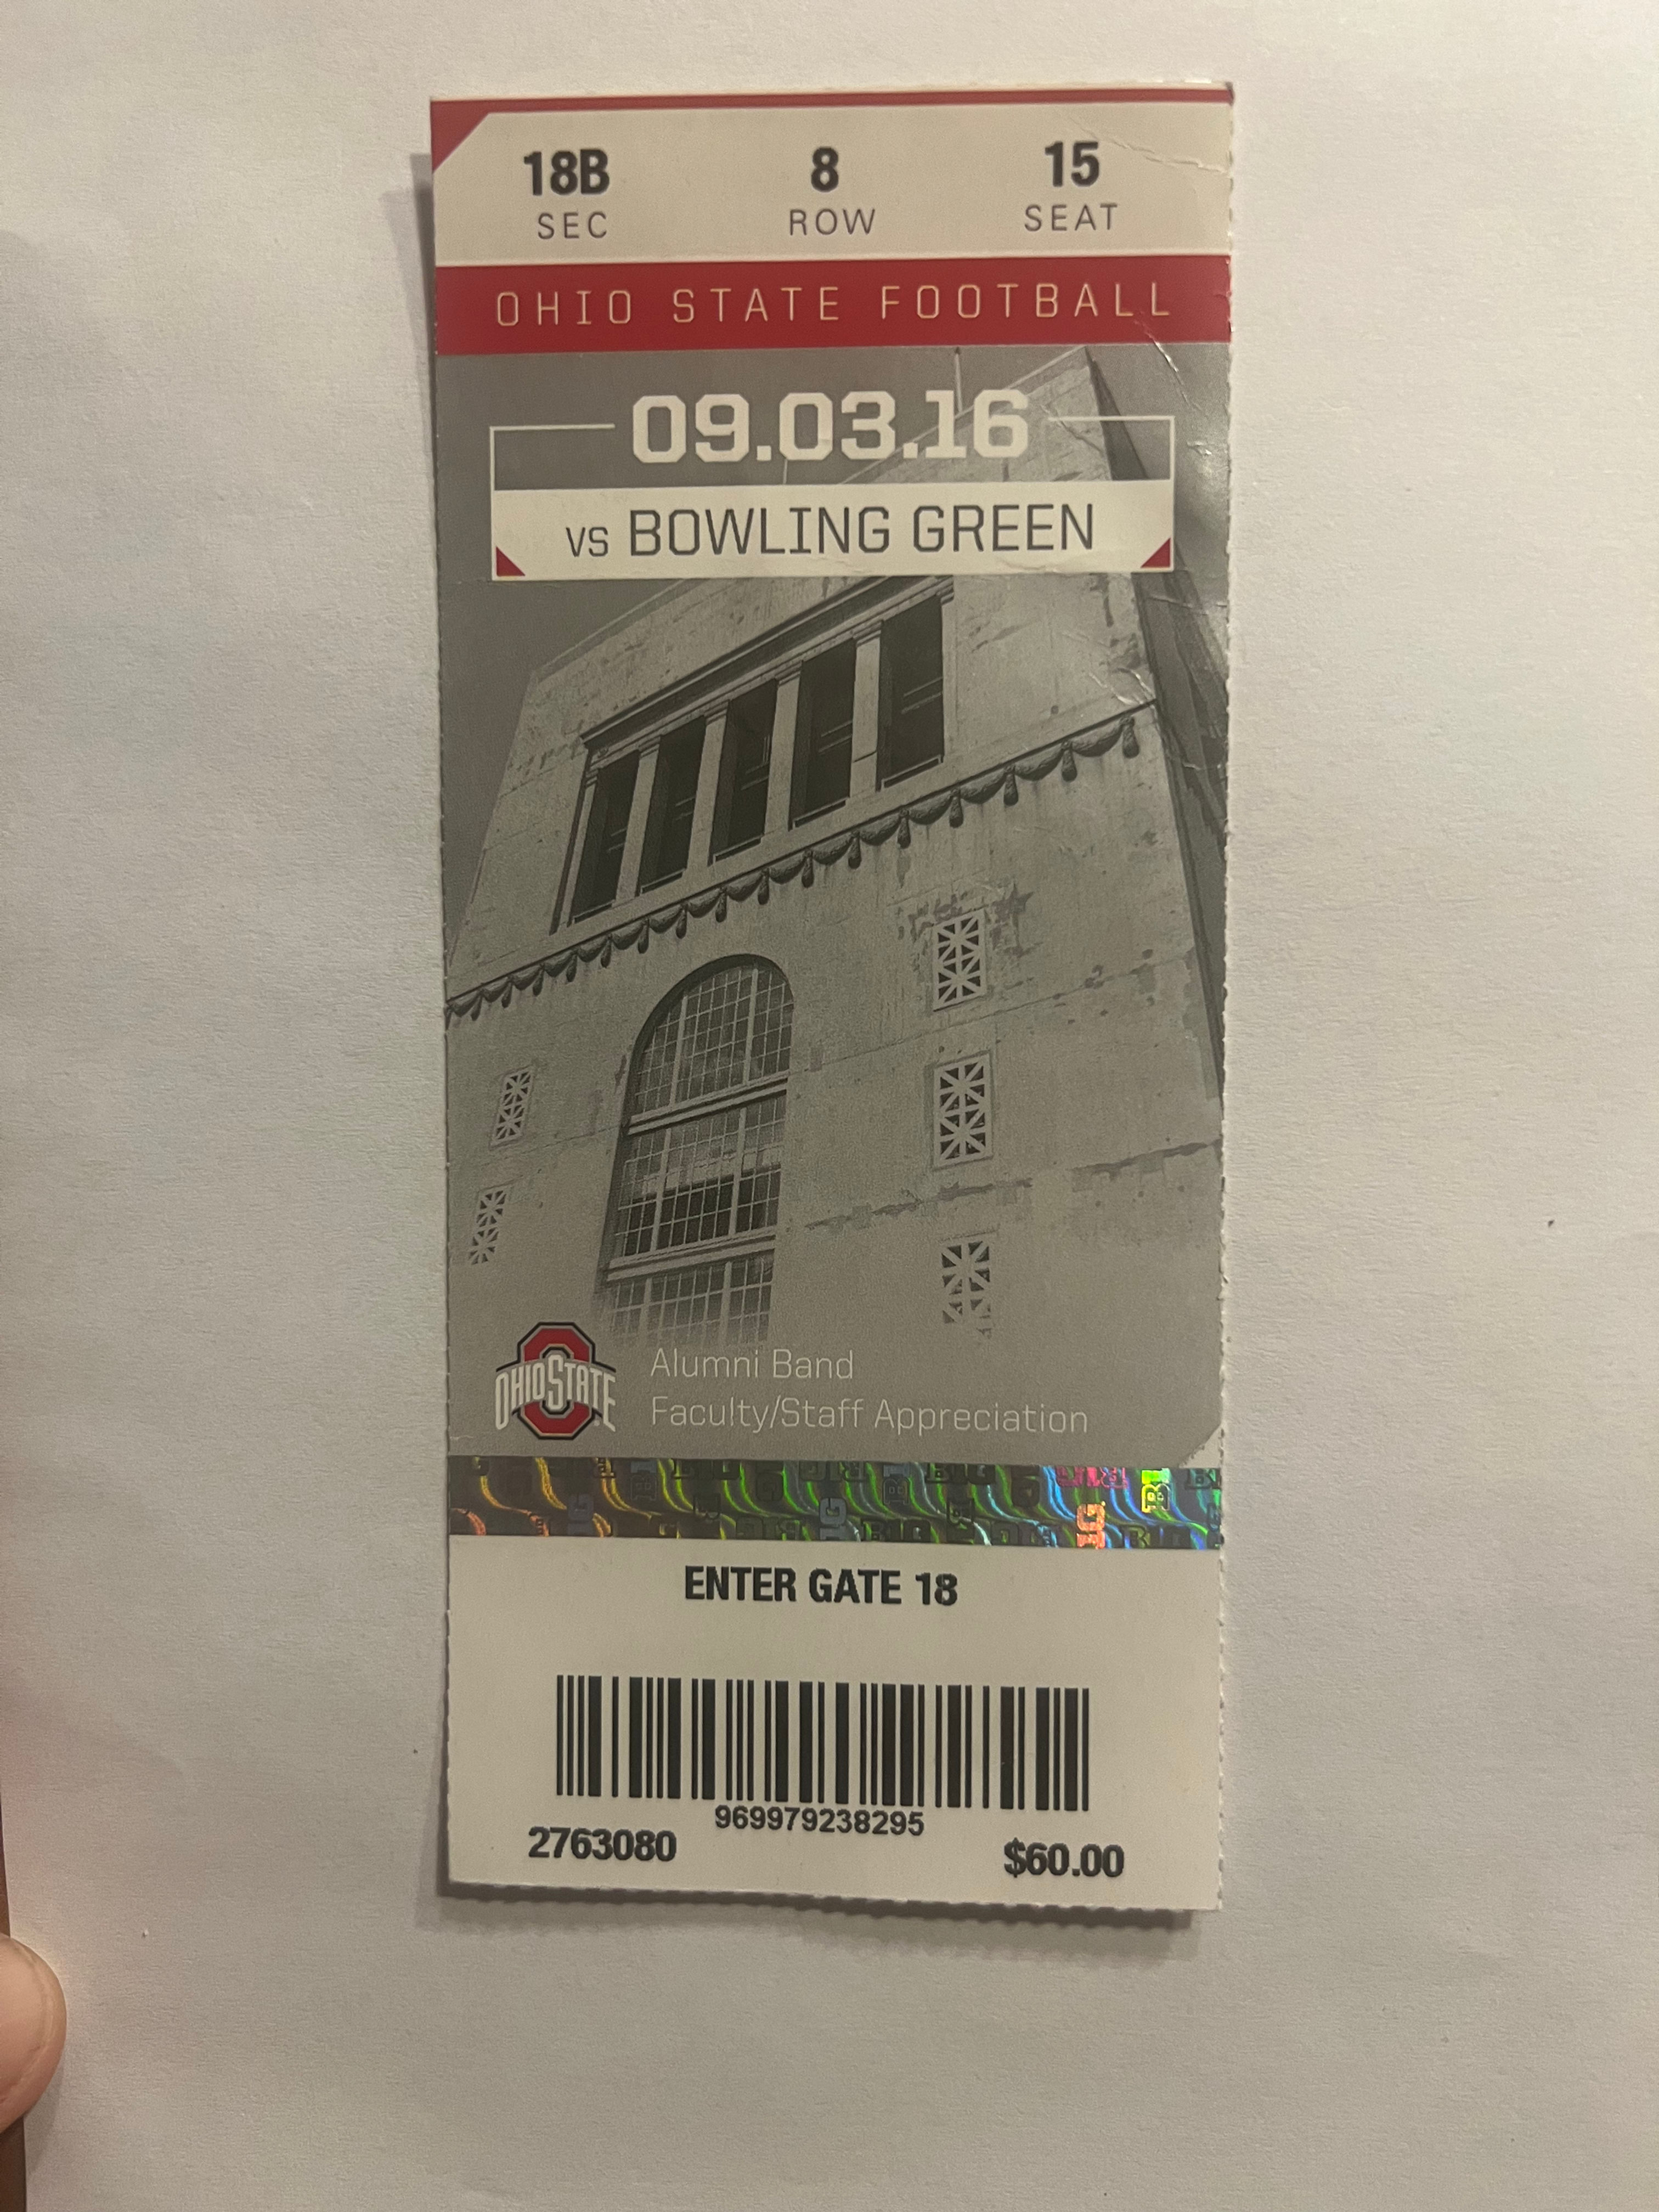 18B 8 15
SEC ROW SEAT
OHIO STATE FOOTBALL
09.03.16
VS BOWLING GREEN
OHIO STATE
Alumni Band
Faculty/Staff Appreciation
ENTER GATE 18
969979238295
2763080 $60.00